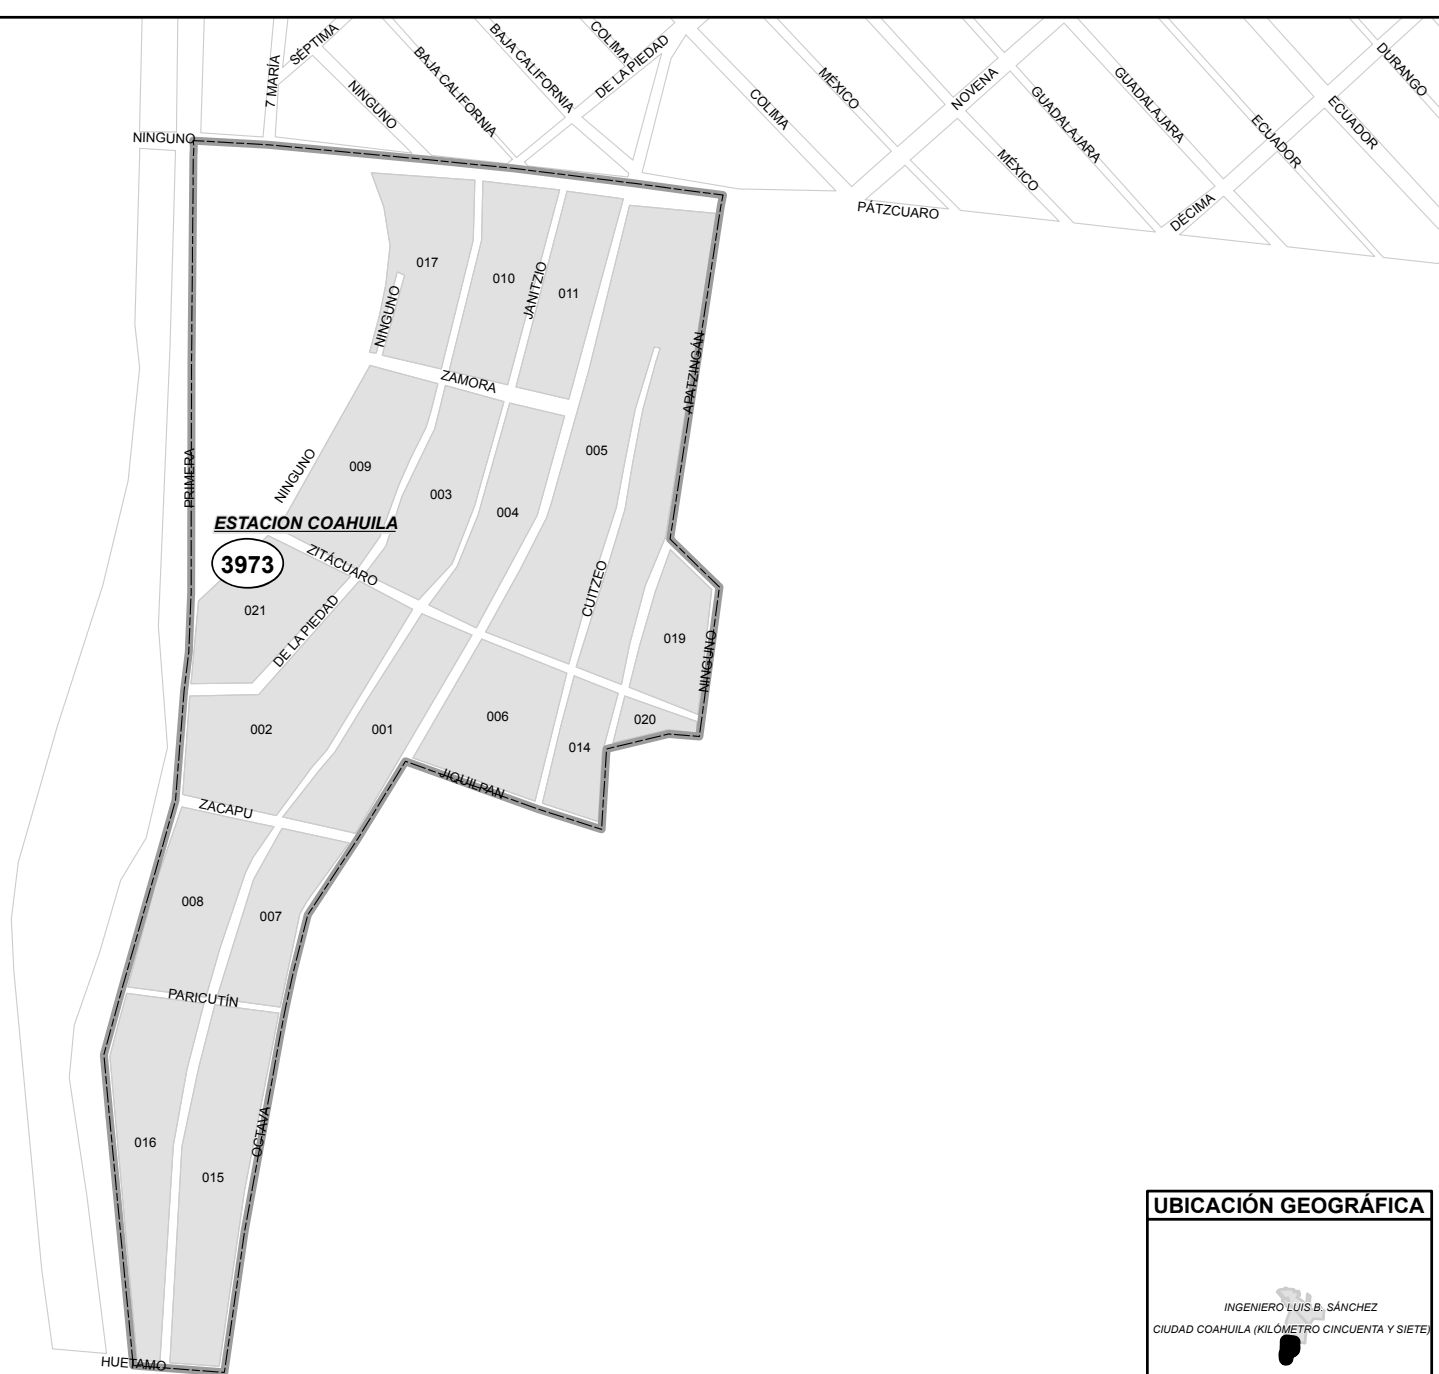 SÉPTIMA
BAJA CALIFORNIA
COLIMA
DE LA PIEDAD
7 MARÍA
NINGUNO
BAJA CALIFORNIA
COLIMA
MÉXICO
NOVENA
GUADALAJARA
GUADALAJARA
MÉXICO
ECUADOR
ECUADOR
DURANGO
DÉCIMA
PÁTZCUARO
NINGUNO
017
010
JANITZIO
011
NINGUNO
ZAMORA
APATZINGÁN
005
009
NINGUNO
PRIMERA
003
004
ESTACION COAHUILA
3973
ZITÁCUARO
CUITZEO
021
DE LA PIEDAD
019
NINGUNO
002
001
006
020
014
JIQUILPAN
ZACAPU
008
007
PARICUTÍN
016
OCTAVA
015
HUETAMO
UBICACIÓN GEOGRÁFICA
INGENIERO LUIS B. SÁNCHEZ
CIUDAD COAHUILA (KILÓMETRO CINCUENTA Y SIETE)